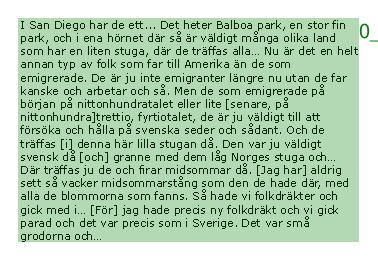 I San Diego har de ett... Det heter Balboa park, en stor fin
park, och i ena hörnet där så är väldigt många olika land
som har en liten stuga, där de träffas alla... Nu är det en helt
annan typ av folk som far till Amerika än de som
emigrerade. De är ju inte emigranter längre nu utan de far
kanske och arbetar och så. Men de som emigrerade på
början på nittonhundratalet eller lite [senare, på
nittonhundra]trettio, fyrtiotalet, de är ju väldigt till att
försöka och hålla på svenska seder och sådant. Och de
träffas [i] denna här lilla stugan då. Den var ju väldigt
svensk då [och] granne med dem låg Norges stuga och...
Där träffas ju de och firar midsommar då. [Jag har] aldrig
sett så vacker midsommarstång som den de hade där, med
alla de blommorna som fanns. Så hade vi folkdräkter och
gick med i... [För] jag hade precis ny folkdräkt och vi gick
parad och det var precis som i Sverige. Det var små
grodorna och...
0_